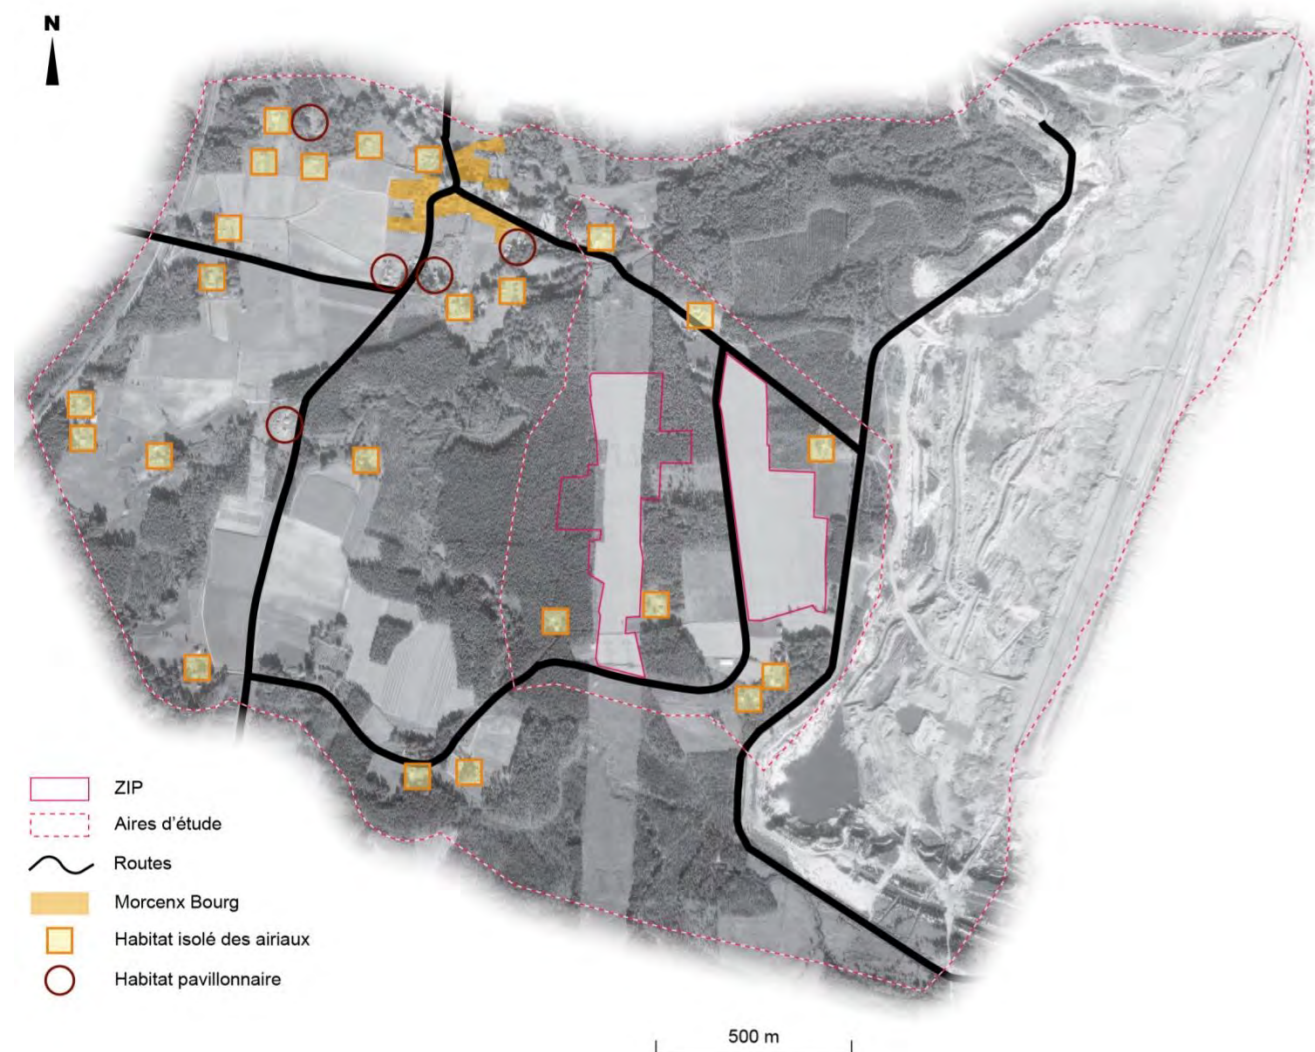 N
ZIP
Aires d'étude
Routes
Morcenx Bourg
Habitat isolé des airiaux
Habitat pavillonnaire
500 m